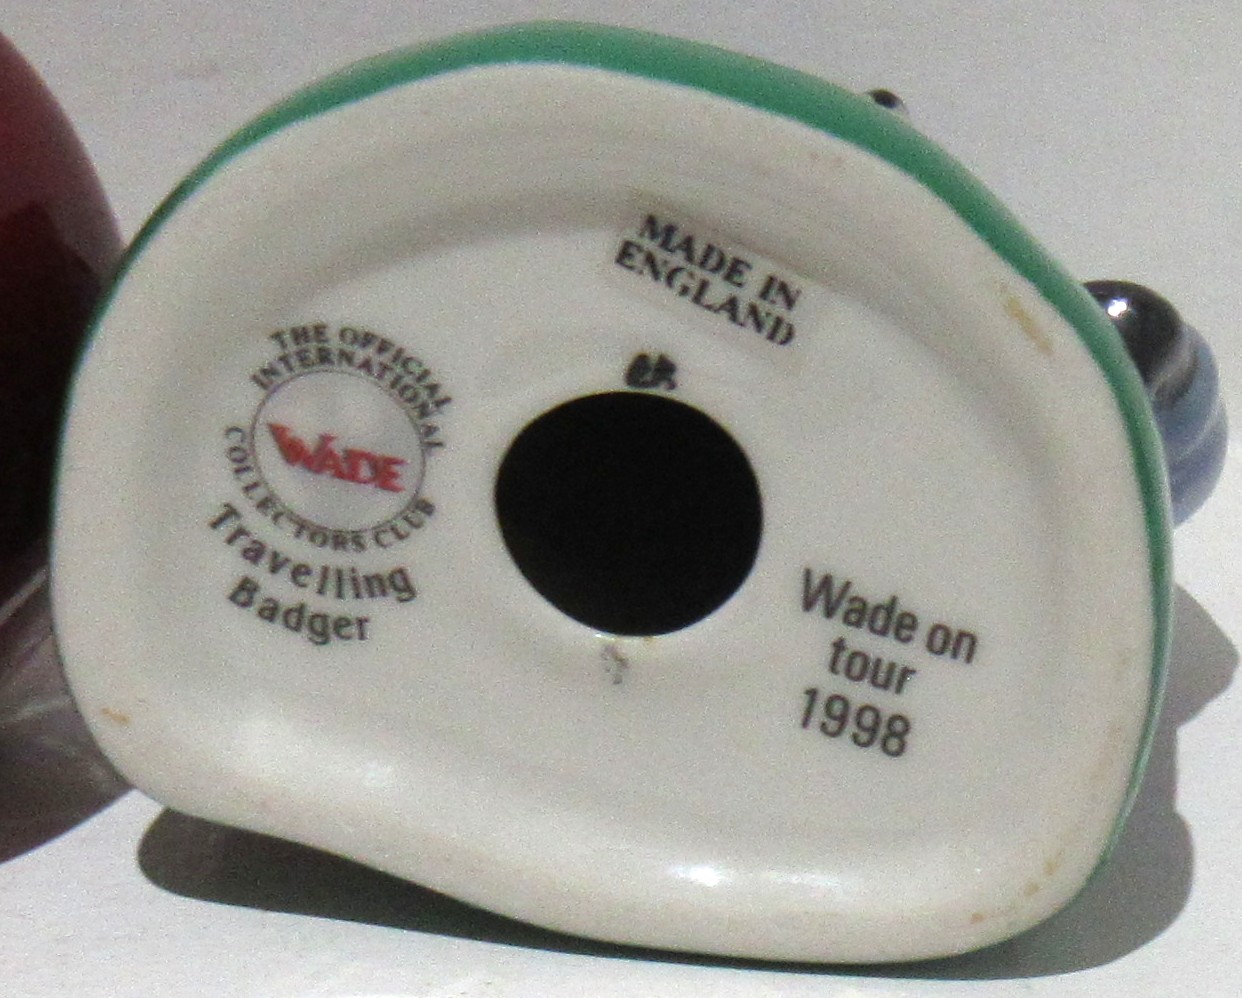 MADE IN
ENGLAND
THE OFFICIAL
INTERNATIONAL
WADE
COLLECTORS CLUB
Travelling
Badger
Wade on
tour
1998